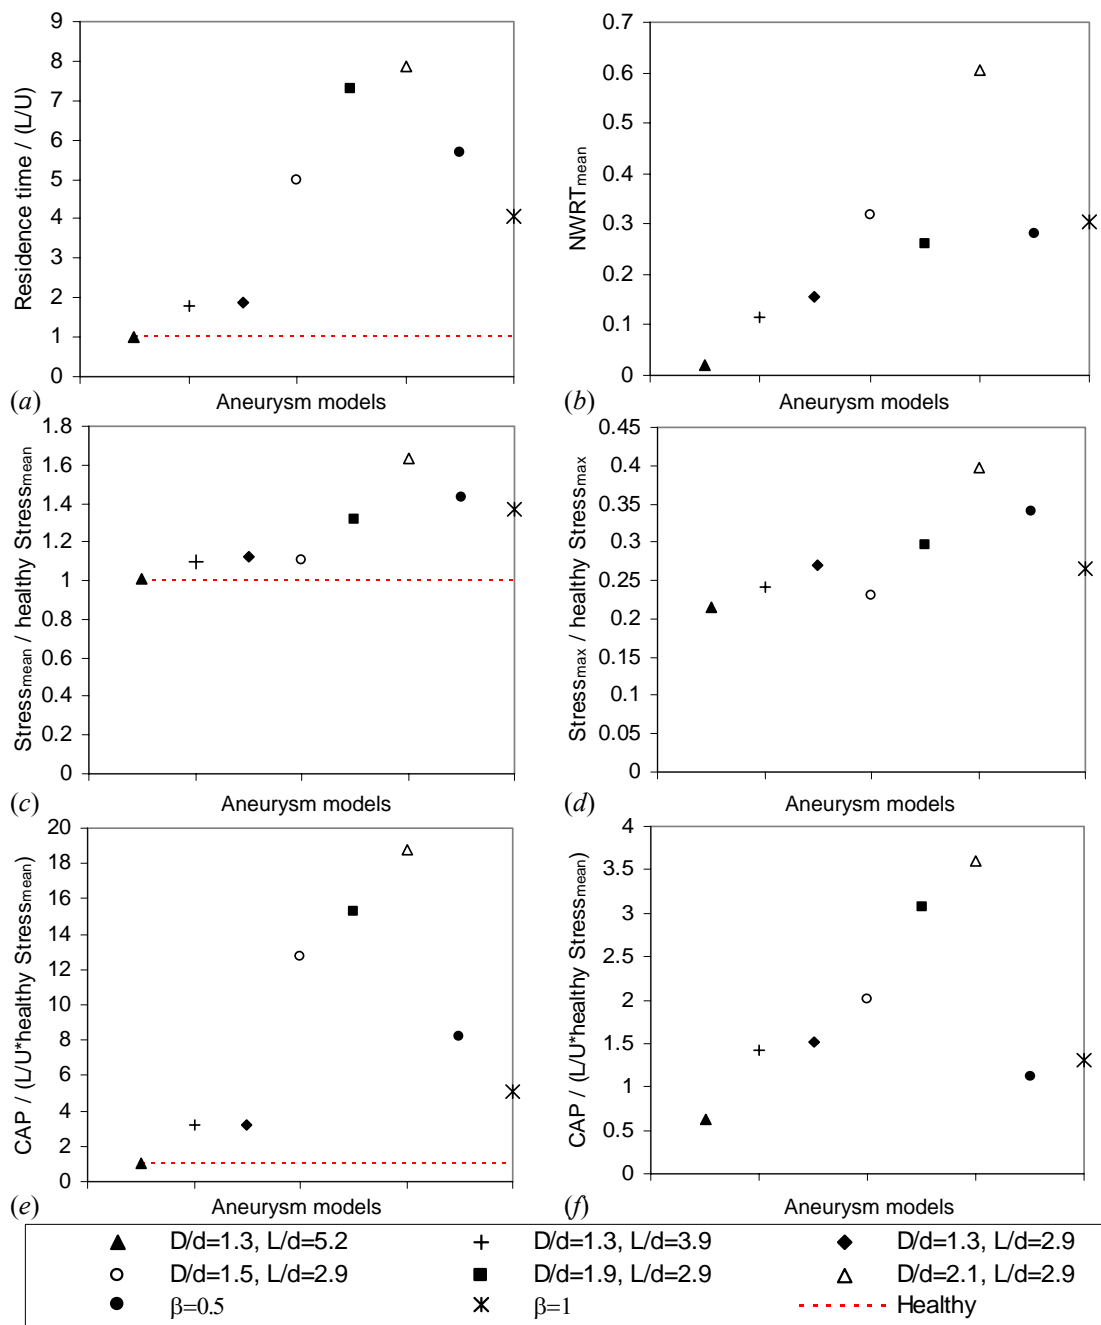 Residence time / (L/U)
9
8
7
6
5
4
3
2
1
0
(a)
Aneurysm models
NWRTmean
0.7
0.6
0.5
0.4
0.3
0.2
0.1
0
(b)
Aneurysm models
Stressmean / healthy Stressmean
1.8
1.6
1.4
1.2
1
0.8
0.6
0.4
0.2
0
(c)
Aneurysm models
Stressmax / healthy Stressmax
0.45
0.4
0.35
0.3
0.25
0.2
0.15
0.1
0.05
0
(d)
Aneurysm models
CAP / (L/U*healthy Stressmean)
20
18
16
14
12
10
8
6
4
2
0
(e)
Aneurysm models
CAP / (L/U*healthy Stressmean)
4
3.5
3
2.5
2
1.5
1
0.5
0
(f)
Aneurysm models
D/d=1.3, L/d=5.2
D/d=1.3, L/d=3.9
D/d=1.3, L/d=2.9
D/d=1.5, L/d=2.9
D/d=1.9, L/d=2.9
D/d=2.1, L/d=2.9
β=0.5
β=1
Healthy